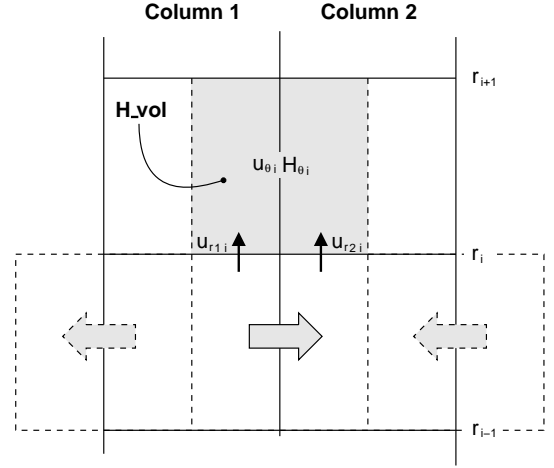 Column 1 Column 2
r i+1
H_vol
u θ i H θ i
u r1 i u r2 i
r i
r i−1